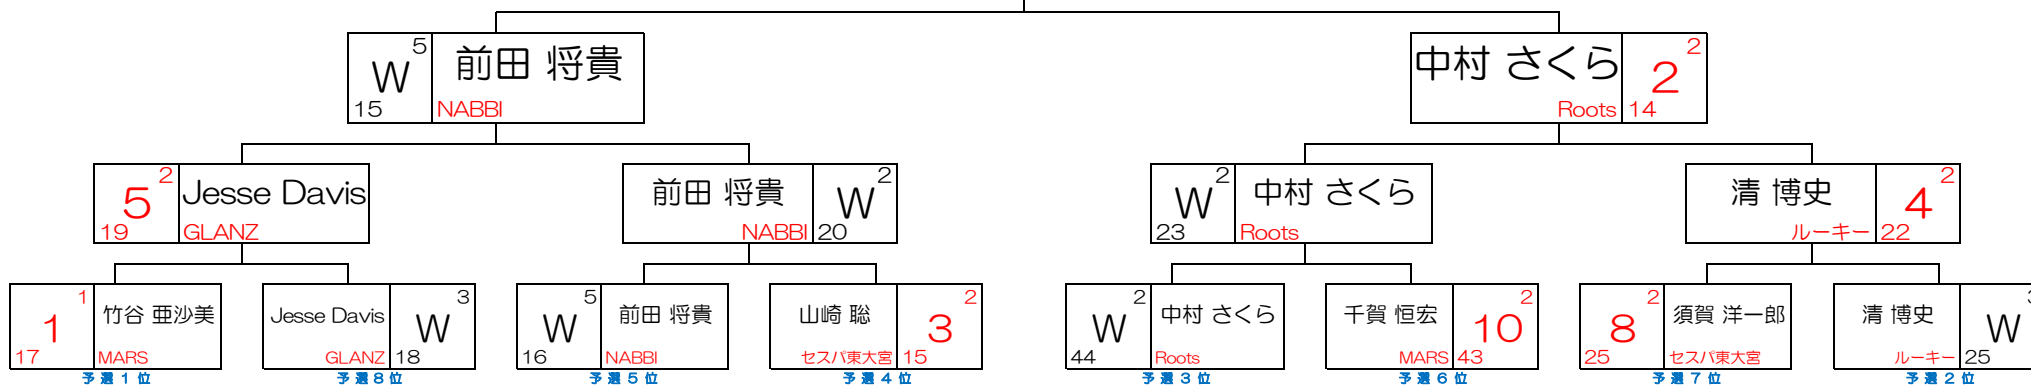 W 5 前田 将貴
15 NABBI
中村 さくら 2 2
Roots 14
5 2 Jesse Davis
19 GLANZ
前田 将貴 W 2
NABBI 20
W 2 中村 さくら
23 Roots
清 博史 4 2
ルーキー 22
1 1 竹谷 亜沙美
17 MARS
予選1位
Jesse Davis W 3
GLANZ 18
予選8位
W 5 前田 将貴
16 NABBI
予選5位
山崎 聡 3 2
セスパ東大宮 15
予選4位
W 2 中村 さくら
44 Roots
予選3位
千賀 恒宏 10 2
MARS 43
予選6位
8 2 須賀 洋一郎
25 セスパ東大宮
予選7位
清 博史 W
ルーキー 25
予選2位